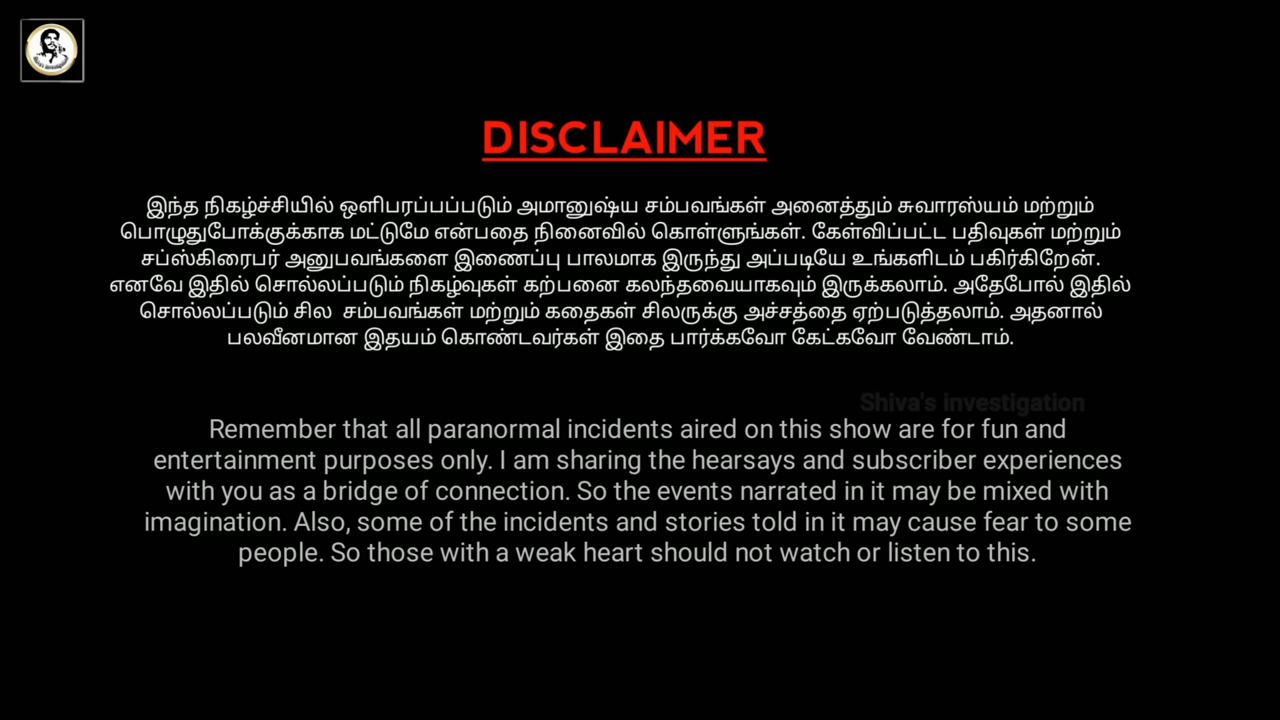 DISCLAIMER
இந்த நிகழ்ச்சியில் ஒளிபரப்பப்படும் அமானுஷ்ய சம்பவங்கள் அனைத்தும் சுவாரஸ்யம் மற்றும்
பொழுதுபோக்குக்காக மட்டுமே என்பதை நினைவில் கொள்ளுங்கள். கேள்விப்பட்ட பதிவுகள் மற்றும்
சப்ஸ்கிரைபர் அனுபவங்களை இணைப்பு பாலமாக இருந்து அப்படியே உங்களிடம் பகிர்கிறேன்.
எனவே இதில் சொல்லப்படும் நிகழ்வுகள் கற்பனை கலந்தவையாகவும் இருக்கலாம். அதேபோல் இதில்
சொல்லப்படும் சில சம்பவங்கள் மற்றும் கதைகள் சிலருக்கு அச்சத்தை ஏற்படுத்தலாம். அதனால்
பலவீனமான இதயம் கொண்டவர்கள் இதை பார்க்கவோ கேட்கவோ வேண்டாம்.
Shiva's investigation
Remember that all paranormal incidents aired on this show are for fun and
entertainment purposes only. I am sharing the hearsays and subscriber experiences
with you as a bridge of connection. So the events narrated in it may be mixed with
imagination. Also, some of the incidents and stories told in it may cause fear to some
people. So those with a weak heart should not watch or listen to this.